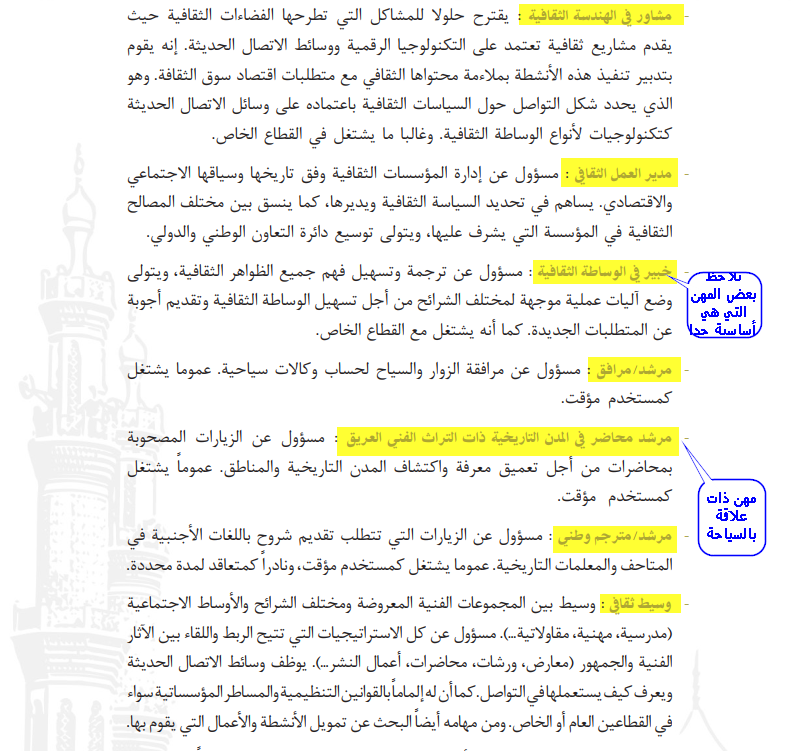 - مشاور في الهندسة الثقافية : يقترح حلولا للمشاكل التي تطرحها الفضاءات الثقافية حيث
يقدم مشاريع ثقافية تعتمد على التكنولوجيا الرقمية ووسائط الاتصال الحديثة. إنه يقوم
بتدبير تنفيذ هذه الأنشطة بملاءمة محتواها الثقافي مع متطلبات اقتصاد سوق الثقافة. وهو
الذي يحدد شكل التواصل حول السياسات الثقافية باعتماده على وسائل الاتصال الحديثة
كتكنولوجيات لأنواع الوساطة الثقافية. وغالبا ما يشتغل في القطاع الخاص.
- مدير العمل الثقافي : مسؤول عن إدارة المؤسسات الثقافية وفق تاريخها وسياقها الاجتماعي
والاقتصادي. يساهم في تحديد السياسة الثقافية ويديرها، كما ينسق بين مختلف المصالح
الثقافية في المؤسسة التي يشرف عليها، ويتولى توسيع دائرة التعاون الوطني والدولي.
- خبير في الوساطة الثقافية : مسؤول عن ترجمة وتسهيل فهم جميع الظواهر الثقافية، ويتولى
وضع آليات عملية موجهة لمختلف الشرائح من أجل تسهيل الوساطة الثقافية وتقديم أجوبة
عن المتطلبات الجديدة. كما أنه يشتغل مع القطاع الخاص.
بعض المهن
التي هي
أساسية جدا
- مرشد/مرافق : مسؤول عن مرافقة الزوار والسياح لحساب وكالات سياحية. عموما يشتغل
كمستخدم مؤقت.
- مرشد محاضر في المدن التاريخية ذات التراث الفني العريق : مسؤول عن الزيارات المصحوبة
بمحاضرات من أجل تعميق معرفة واكتشاف المدن التاريخية والمناطق. عموماً يشتغل
كمستخدم مؤقت.
مهن ذات
علاقة
بالسياحة
- مرشد/مترجم وطني : مسؤول عن الزيارات التي تتطلب تقديم شروح باللغات الأجنبية في
المتاحف والمعلمات التاريخية. عموما يشتغل كمستخدم مؤقت، ونادراً كمتعاقد لمدة محددة.
- وسيط ثقافي : وسيط بين المجموعات الفنية المعروضة ومختلف الشرائح والأوساط الاجتماعية
(مدرسية، مهنية، مقاولاتية...). مسؤول عن كل الاستراتيجيات التي تتيح الربط واللقاء بين الآثار
الفنية والجمهور (معارض، ورشات، محاضرات، أعمال النشر...). يوظف وسائط الاتصال الحديثة
ويعرف كيف يستعملها في التواصل. كما أن له إلماماً بالقوانين التنظيمية والمساطر المؤسساتية سواء
في القطاعين العام أو الخاص. ومن مهامه أيضاً البحث عن تمويل الأنشطة والأعمال التي يقوم بها.